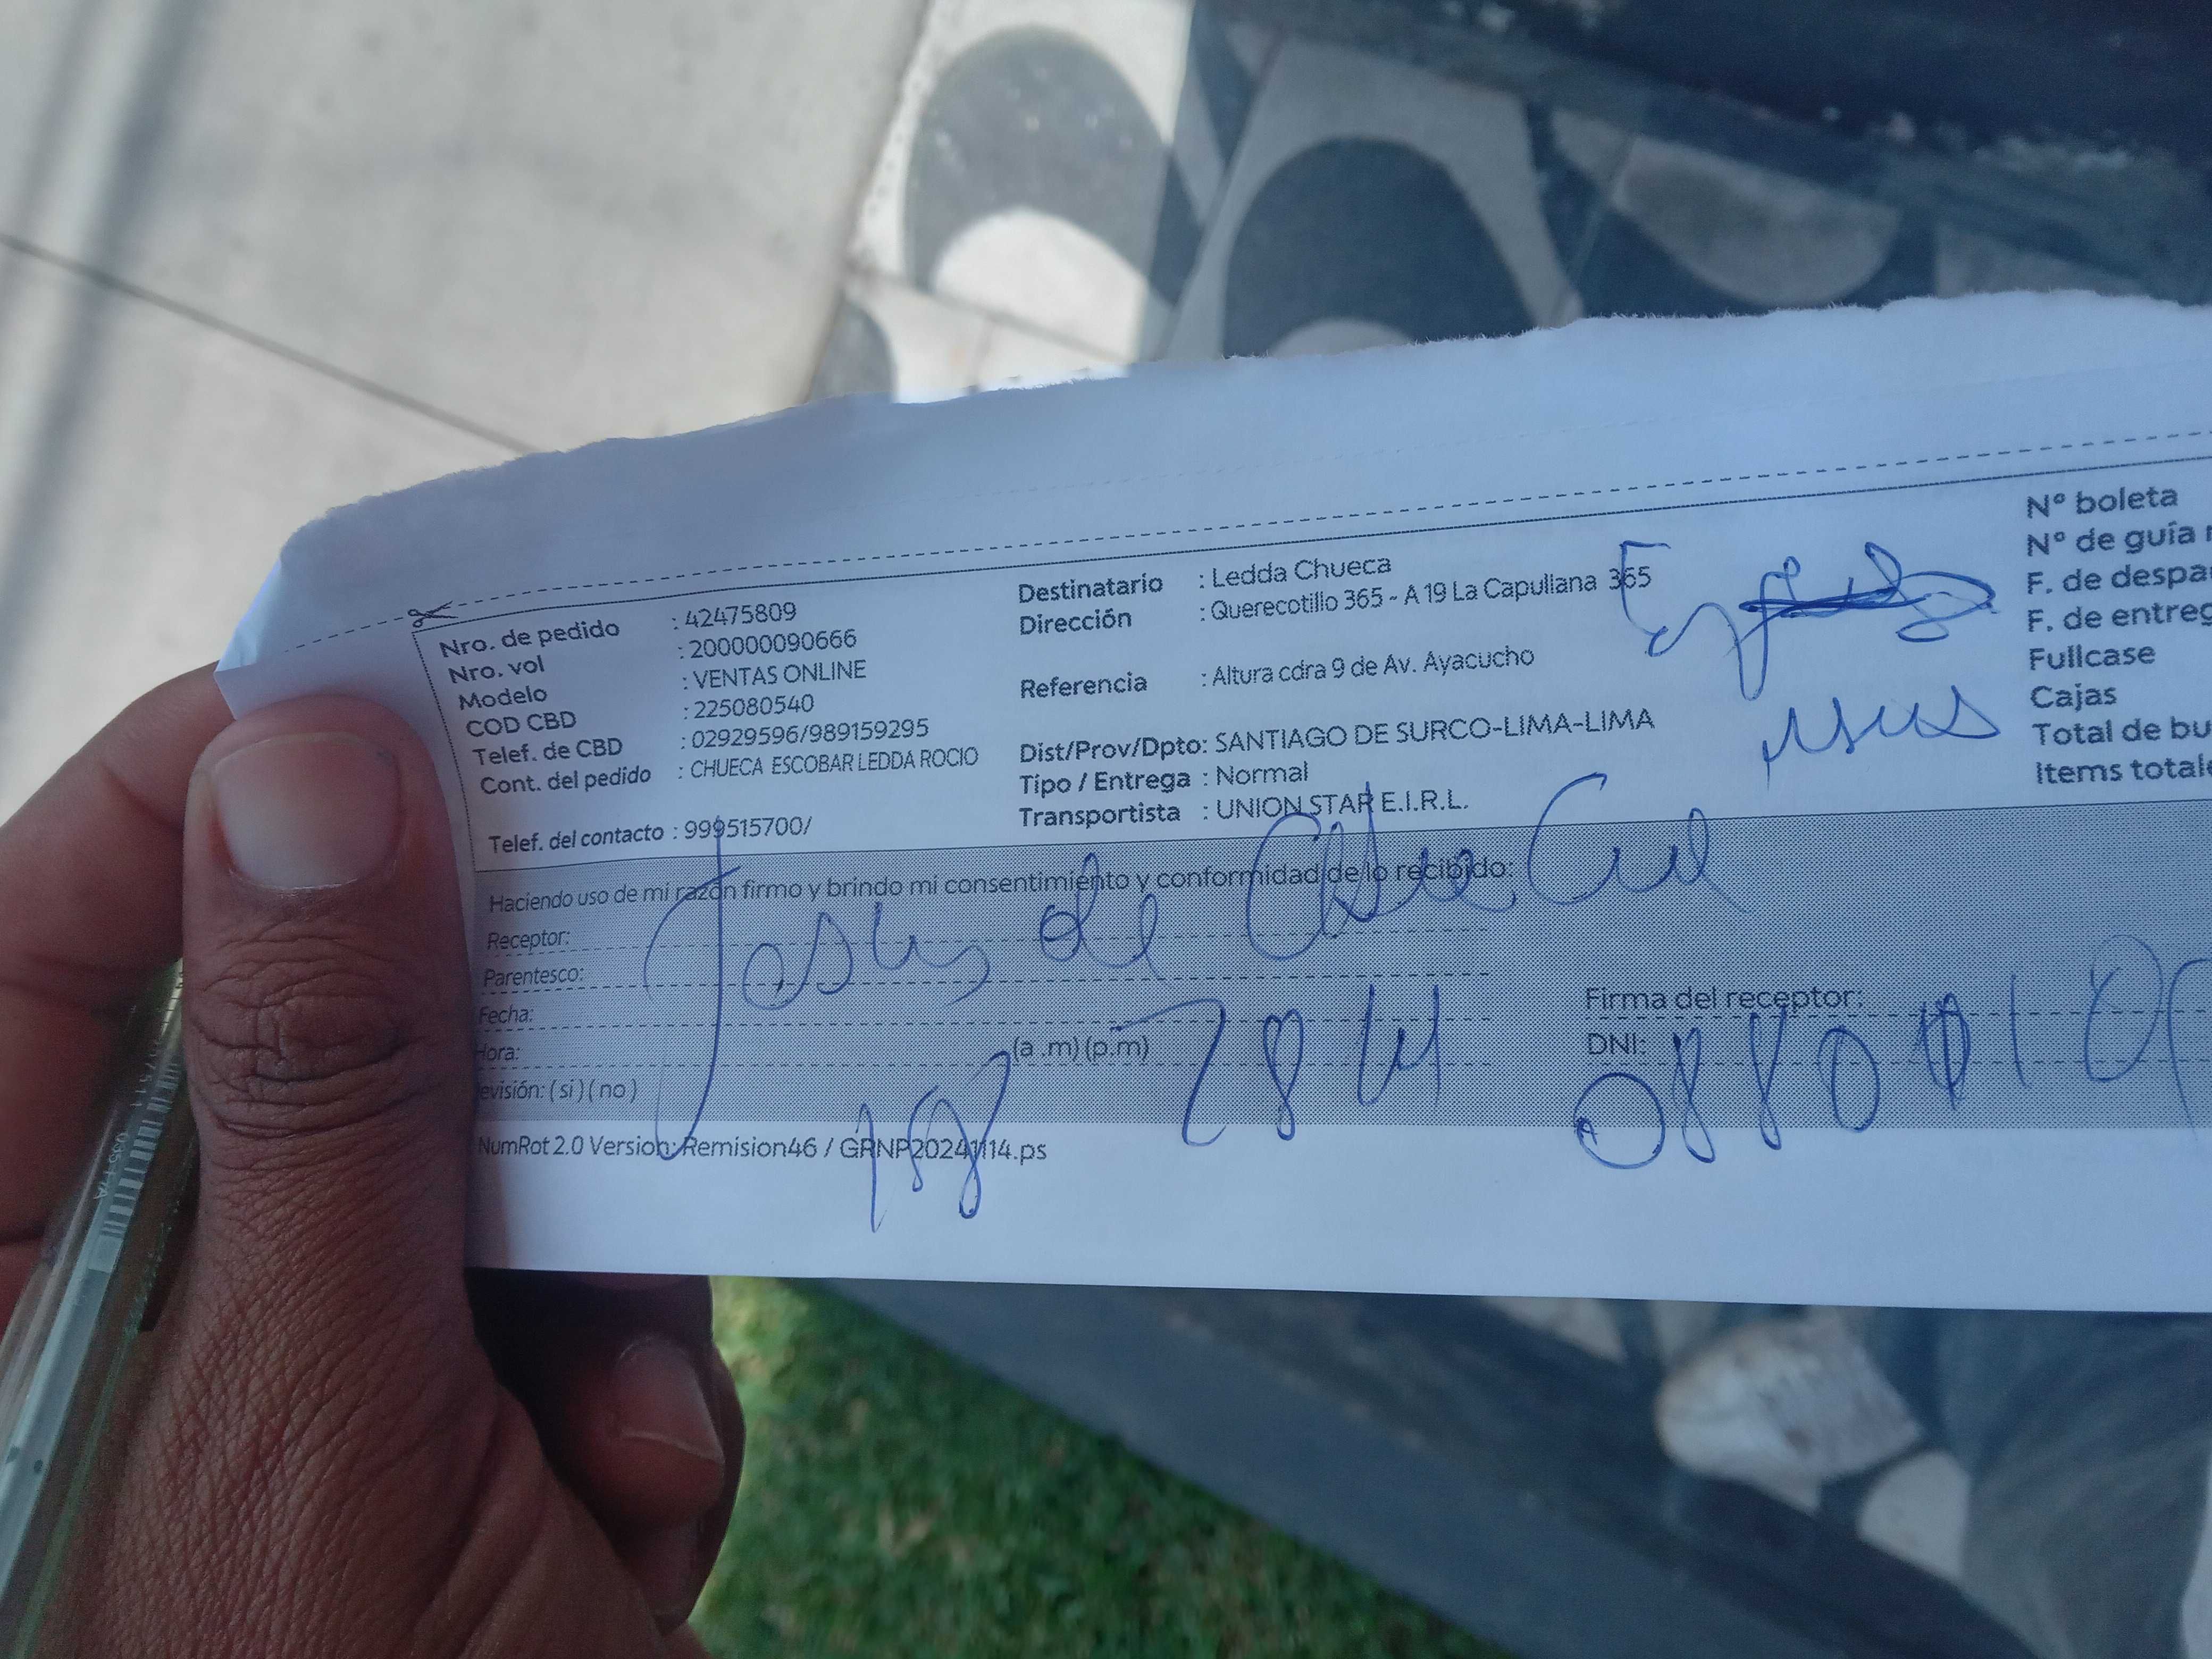 Nro. de pedido : 42475809
Nro. vol : 200000090666
Modelo : VENTAS ONLINE
COD CBD : 225080540
Telef. de CBD : 02929596/989159295
Cont. del pedido : CHUECA ESCOBAR LEDDA ROCIO
Telef. del contacto : 999515700/
Destinatario : Ledda Chueca
Dirección : Querecotillo 365 - A 19 La Capullana 365
Referencia : Altura cdra 9 de Av. Ayacucho
Dist/Prov/Dpto: SANTIAGO DE SURCO-LIMA-LIMA
Tipo / Entrega : Normal
Transportista : UNION STAR E.I.R.L.
Nº boleta
Nº de guía r
F. de despa
F. de entreg
Fullcase
Cajas
Total de bu
Items totale
Haciendo uso de mi razón firmo y brindo mi consentimiento y conformidad de lo recibido:
Receptor:
Parentesco:
Fecha:
Hora: (a .m) (p.m)
evisión: ( si ) ( no )
Firma del receptor:
DNI:
NumRot 2.0 Version: Remision46 / GRNP20241114.ps